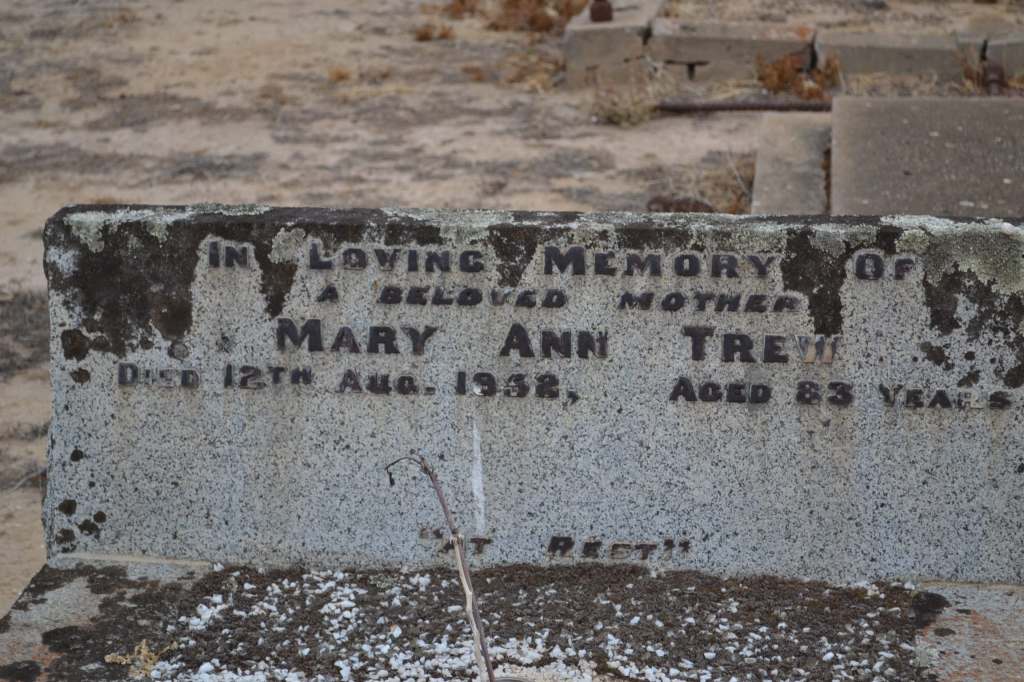 IN LOVING MEMORY OF
A BELOVED MOTHER
MARY ANN TREW
DIED 12TH AUG. 1932, AGED 83 YEARS
"AT REST"